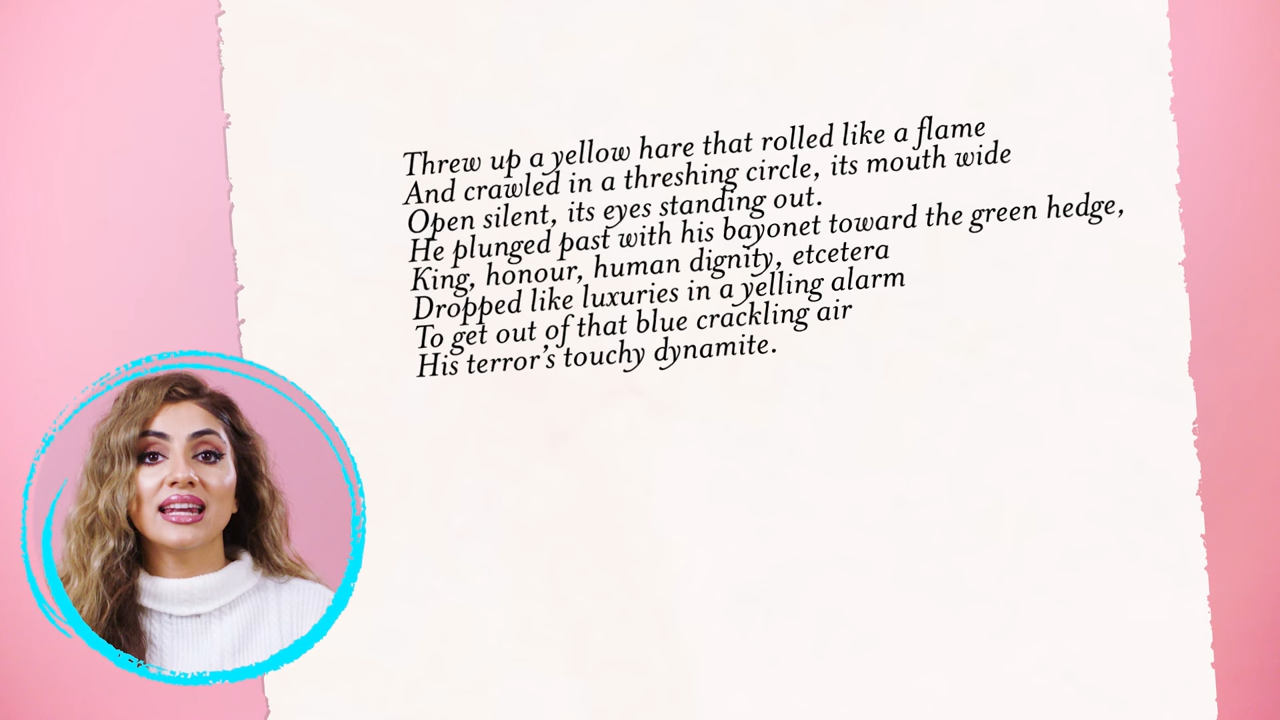 Threw up a yellow hare that rolled like a flame
And crawled in a threshing circle, its mouth wide
Open silent, its eyes standing out.
He plunged past with his bayonet toward the green hedge,
King, honour, human dignity, etcetera
Dropped like luxuries in a yelling alarm
To get out of that blue crackling air
His terror’s touchy dynamite.